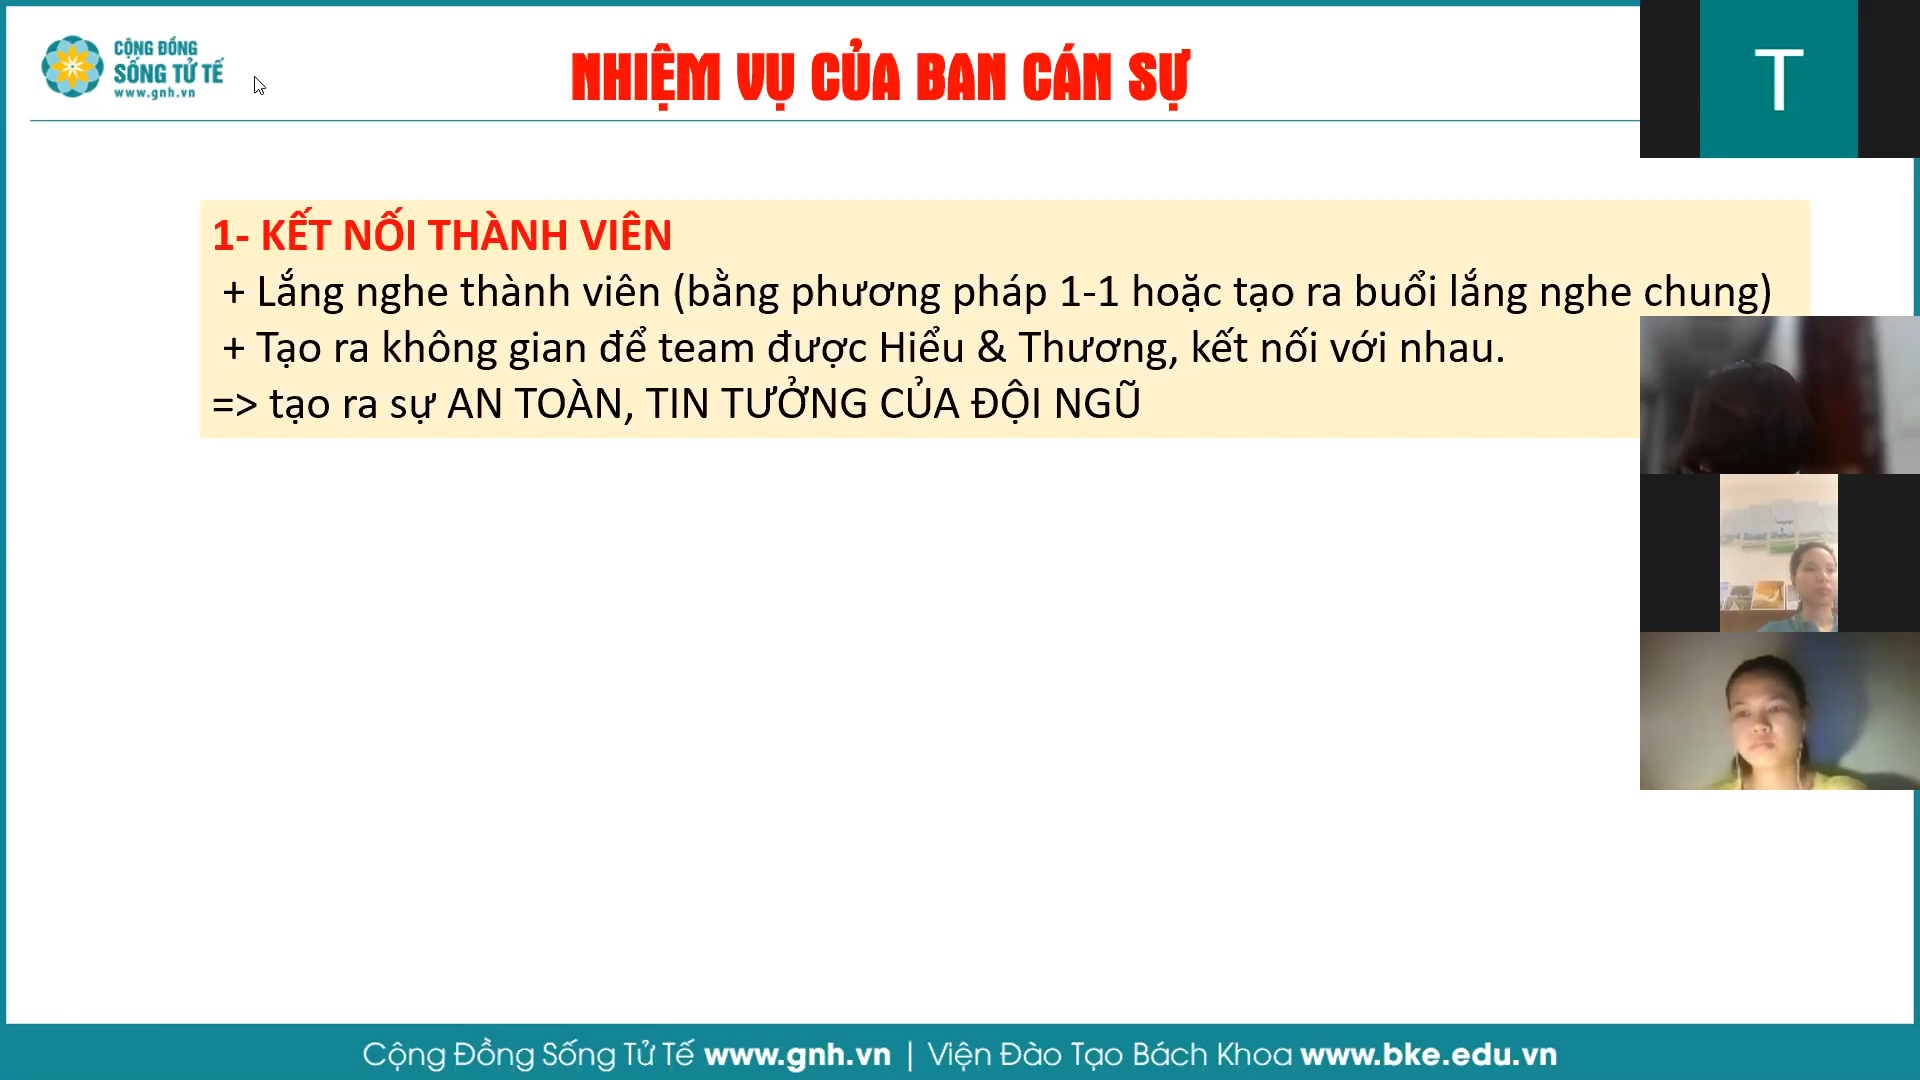 CỘNG ĐỒNG
SỐNG TỬ TẾ
www.gnh.vn
NHIỆM VỤ CỦA BAN CÁN SỰ
T
1- KẾT NỐI THÀNH VIÊN
+ Lắng nghe thành viên (bằng phương pháp 1-1 hoặc tạo ra buổi lắng nghe chung)
+ Tạo ra không gian để team được Hiểu & Thương, kết nối với nhau.
=> tạo ra sự AN TOÀN, TIN TƯỞNG CỦA ĐỘI NGŨ
Cộng Đồng Sống Tử Tế www.gnh.vn | Viện Đào Tạo Bách Khoa www.bke.edu.vn